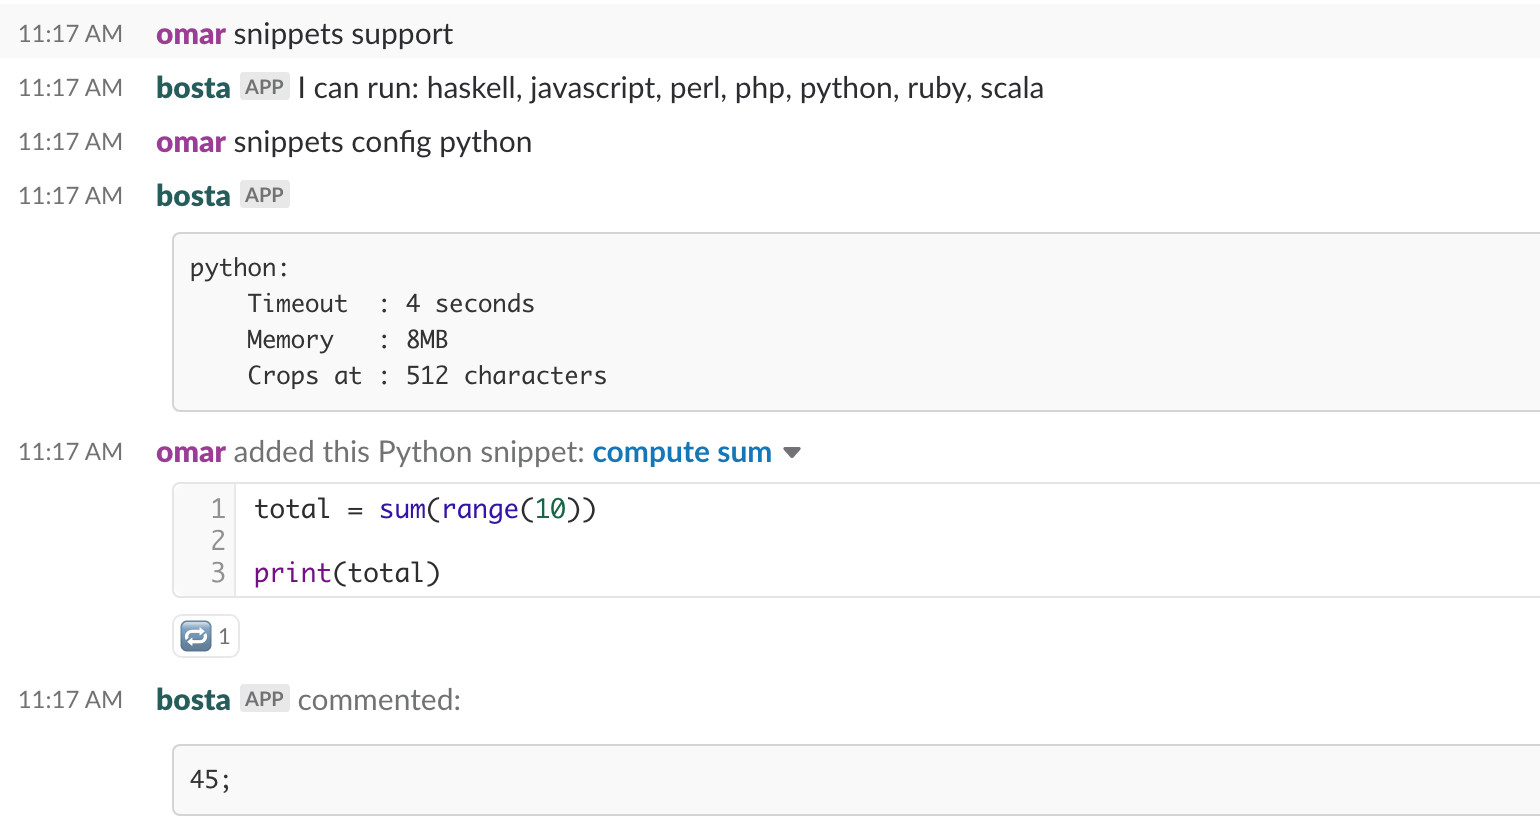 11:17 AM omar snippets support
11:17 AM bosta APP I can run: haskell, javascript, perl, php, python, ruby, scala
11:17 AM omar snippets config python
11:17 AM bosta APP
python:
    Timeout  : 4 seconds
    Memory   : 8MB
    Crops at : 512 characters
11:17 AM omar added this Python snippet: compute sum
1 total = sum(range(10))
2
3 print(total)
1
11:17 AM bosta APP commented:
45;